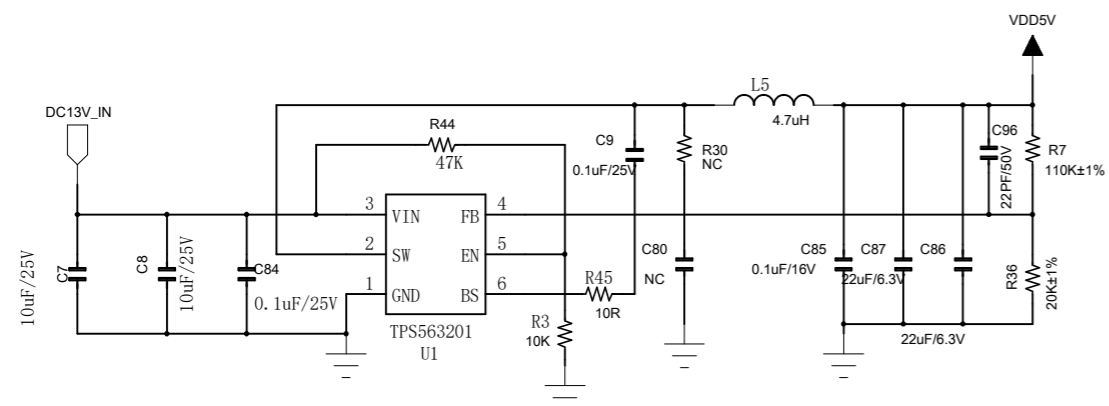 VDD5V
DC13V_IN
L5
4.7uH
R44
47K
C9
0.1uF/25V
R30
NC
C96
22PF/50V
R7
110K±1%
3
VIN
FB
4
2
SW
EN
5
1
GND
BS
6
TPS563201
U1
C7
10uF/25V
C8
10uF/25V
C84
0.1uF/25V
R45
10R
R3
10K
C80
NC
C85
0.1uF/16V
C87
22uF/6.3V
C86
22uF/6.3V
R36
20K±1%